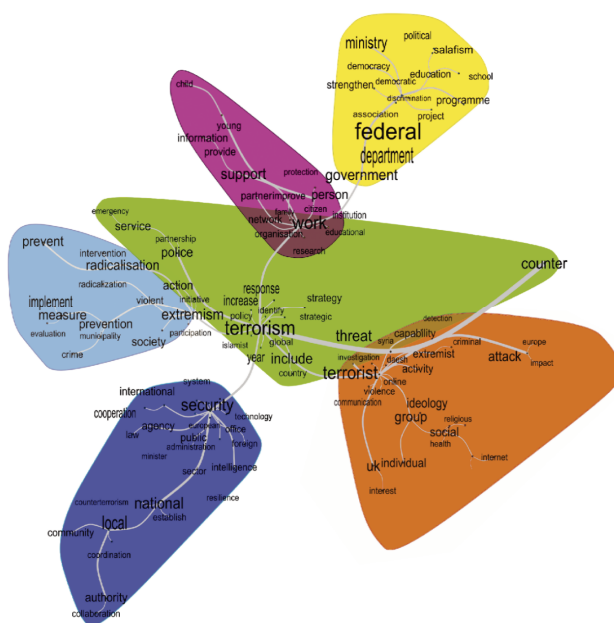 political
ministry
salafism
democracy
education
school
strengthen
democratic
discrimination
programme
association
project
federal
department
government
child
young
information
provide
support
protection
person
partner
improve
family
citizen
network
work
institution
organisation
educational
research
emergency
service
partnership
police
prevent
intervention
radicalisation
action
radicalization
implement
measure
violent
initiative
extremism
prevention
evaluation
municipality
participation
society
crime
response
increase
strategy
policy
identify
strategic
terrorism
threat
islamist
global
year
include
country
counter
detection
capability
criminal
syria
europe
extremist
attack
investigation
daesh
impact
terrorist
activity
online
violence
communication
ideology
group
religious
social
health
uk
individual
internet
interest
system
international
security
cooperation
technology
european
agency
office
law
public
foreign
administration
minister
intelligence
sector
resilience
counterterrorism
national
establish
local
community
coordination
authority
collaboration